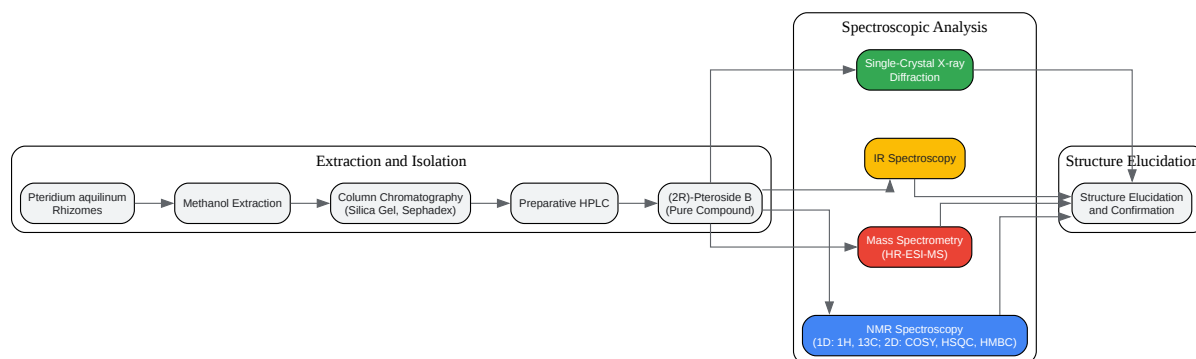 Spectroscopic Analysis
Single-Crystal X-ray
Diffraction
Extraction and Isolation
IR Spectroscopy
Structure Elucidation
Pteridium aquilinum
Rhizomes
Methanol Extraction
Column Chromatography
(Silica Gel, Sephadex)
Preparative HPLC
(2R)-Pteroside B
(Pure Compound)
Structure Elucidation
and Confirmation
Mass Spectrometry
(HR-ESI-MS)
NMR Spectroscopy
(1D: 1H, 13C; 2D: COSY, HSQC, HMBC)